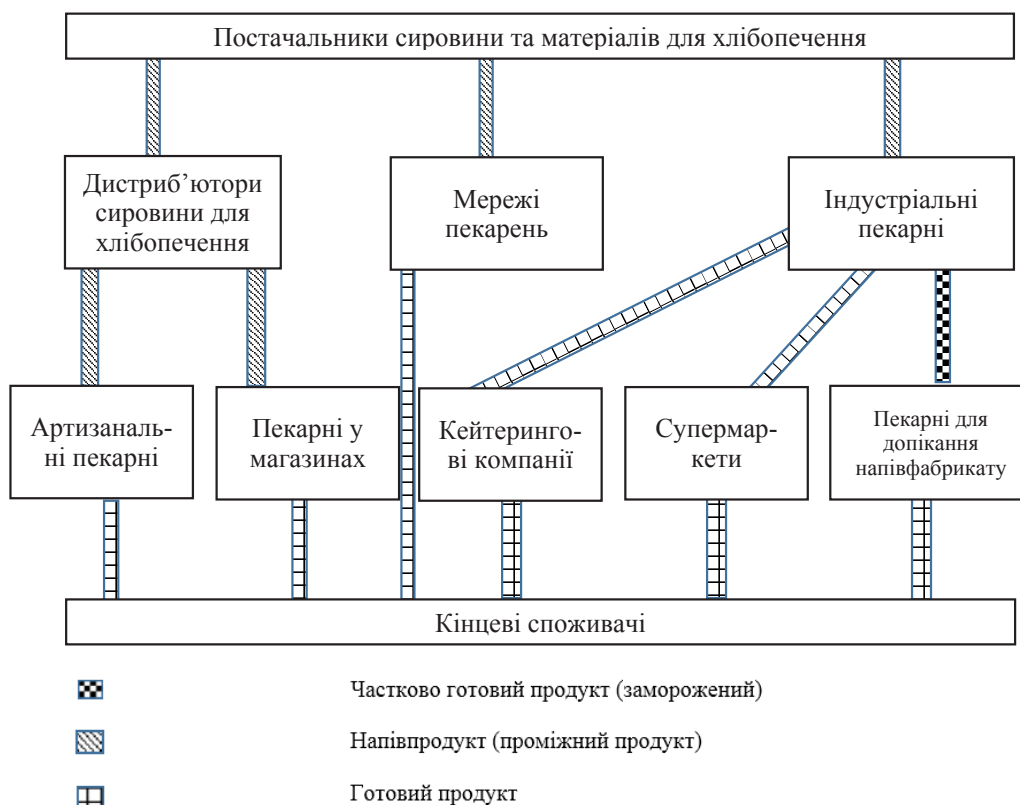 Постачальники сировини та матеріалів для хлібопечення
Дистриб’ютори
сировини для
хлібопечення
Мережі
пекарень
Індустріальні
пекарні
Артизаналь-
ні пекарні
Пекарні у
магазинах
Кейтеринго-
ві компанії
Супермар-
кети
Пекарні для
допікання
напівфабрикату
Кінцеві споживачі
Частково готовий продукт (заморожений)
Напівпродукт (проміжний продукт)
Готовий продукт